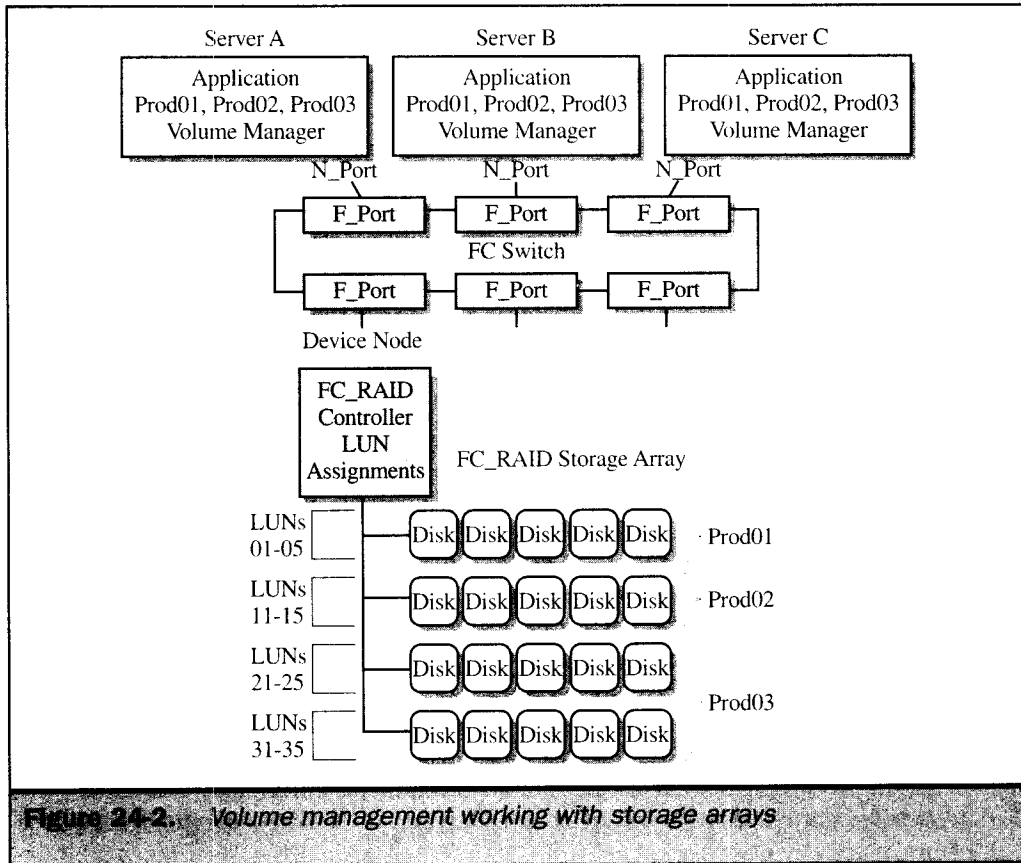 Server A
Server B
Server C
Application
Prod01, Prod02, Prod03
Volume Manager
Application
Prod01, Prod02, Prod03
Volume Manager
Application
Prod01, Prod02, Prod03
Volume Manager
N_Port
N_Port
N_Port
F_Port
F_Port
F_Port
FC Switch
F_Port
F_Port
F_Port
Device Node
FC_RAID
Controller
LUN
Assignments
FC_RAID Storage Array
LUNs
01-05
Disk Disk Disk Disk Disk
Prod01
LUNs
11-15
Disk Disk Disk Disk Disk
Prod02
LUNs
21-25
Disk Disk Disk Disk Disk
Prod03
LUNs
31-35
Disk Disk Disk Disk Disk
Figure 24-2. Volume management working with storage arrays